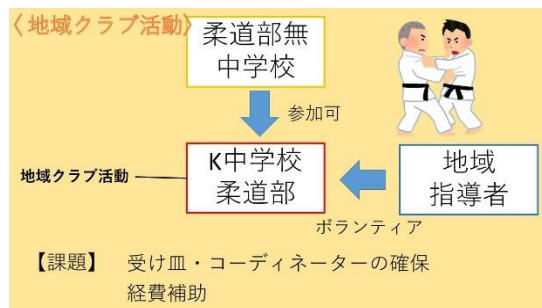 〈地域クラブ活動〉
柔道部無
中学校
参加可
K中学校
柔道部
地域クラブ活動
地域
指導者
ボランティア
【課題】 受け皿・コーディネーターの確保
経費補助